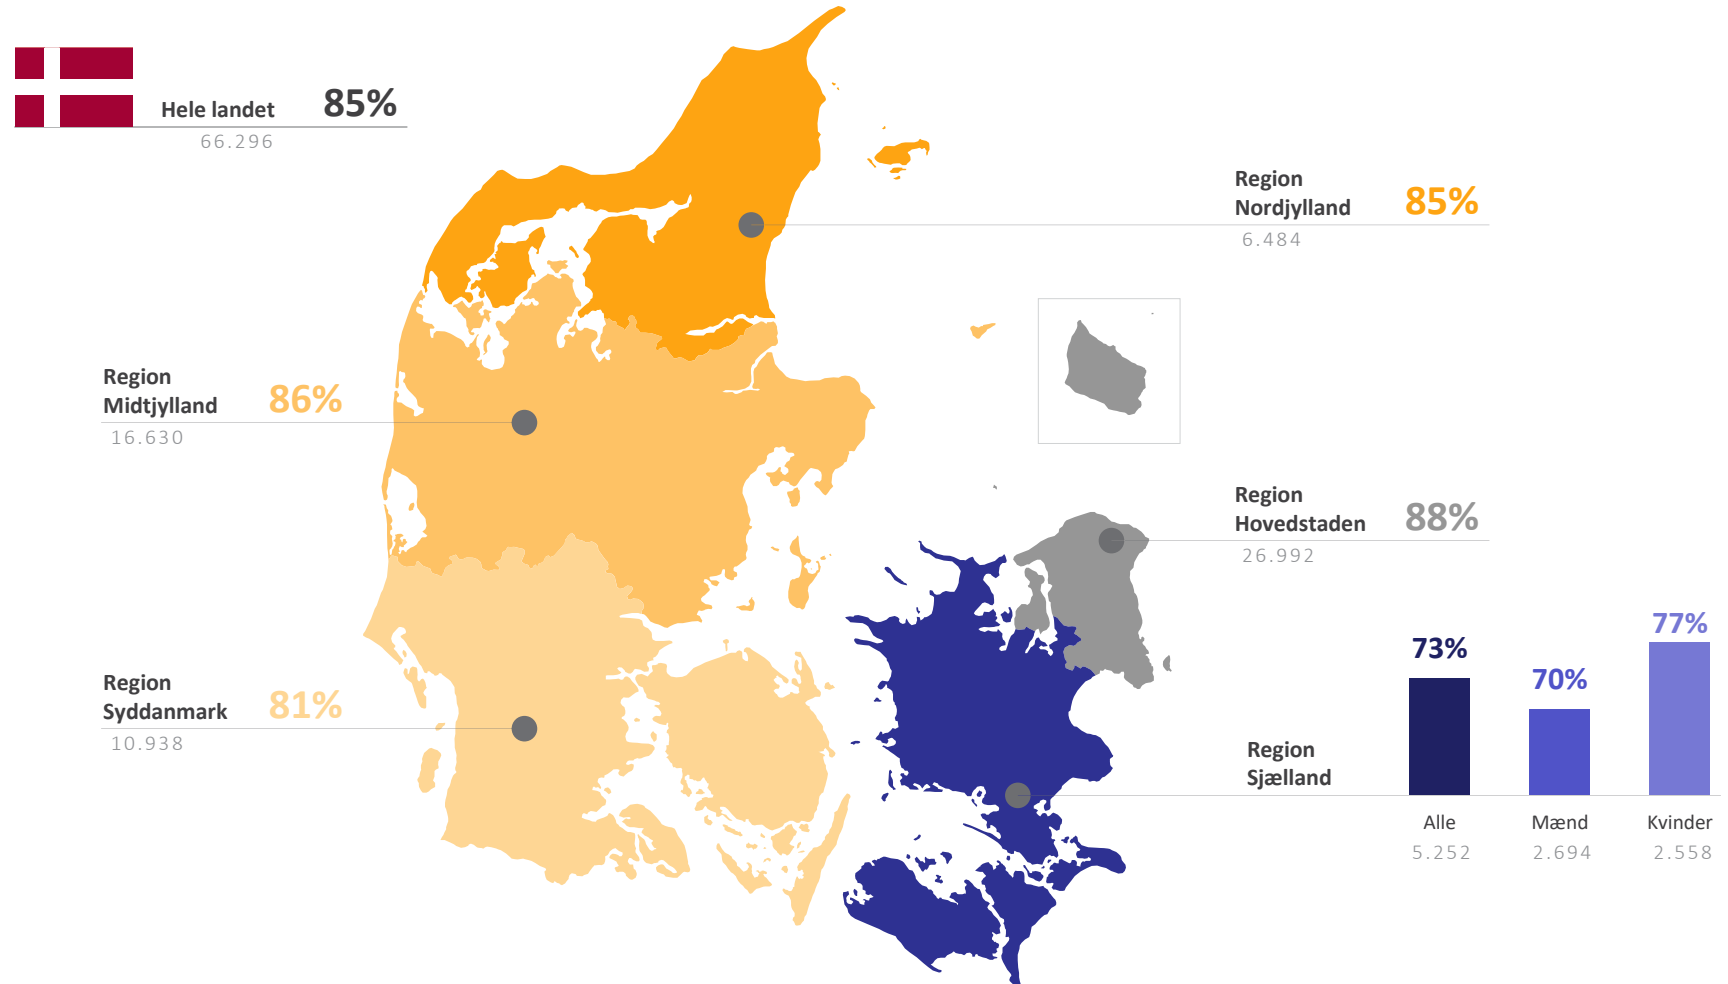 Hele landet 85%
66.296
Region
Nordjylland 85%
6.484
Region
Midtjylland 86%
16.630
Region
Hovedstaden 88%
26.992
Region
Syddanmark 81%
10.938
Region
Sjælland
73% 70% 77%
Alle Mænd Kvinder
5.252 2.694 2.558